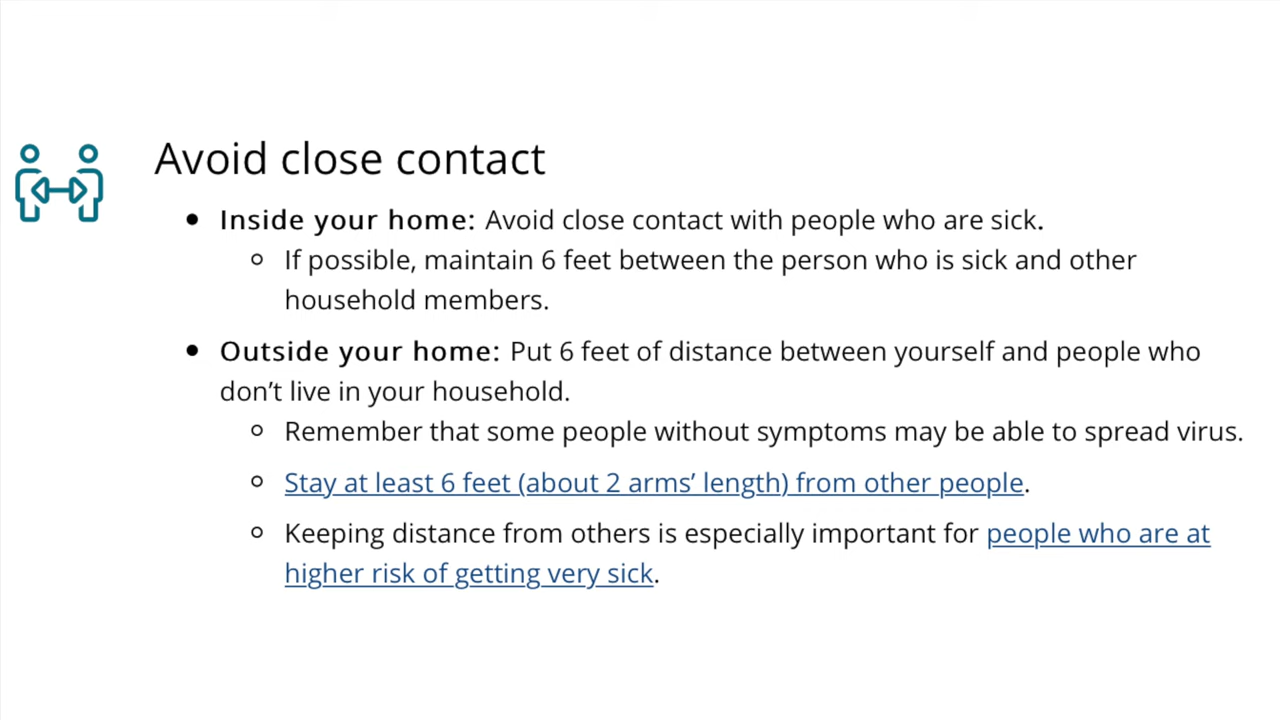 Avoid close contact
• Inside your home: Avoid close contact with people who are sick.
○ If possible, maintain 6 feet between the person who is sick and other
household members.
• Outside your home: Put 6 feet of distance between yourself and people who
don’t live in your household.
○ Remember that some people without symptoms may be able to spread virus.
○ Stay at least 6 feet (about 2 arms’ length) from other people.
○ Keeping distance from others is especially important for people who are at
higher risk of getting very sick.